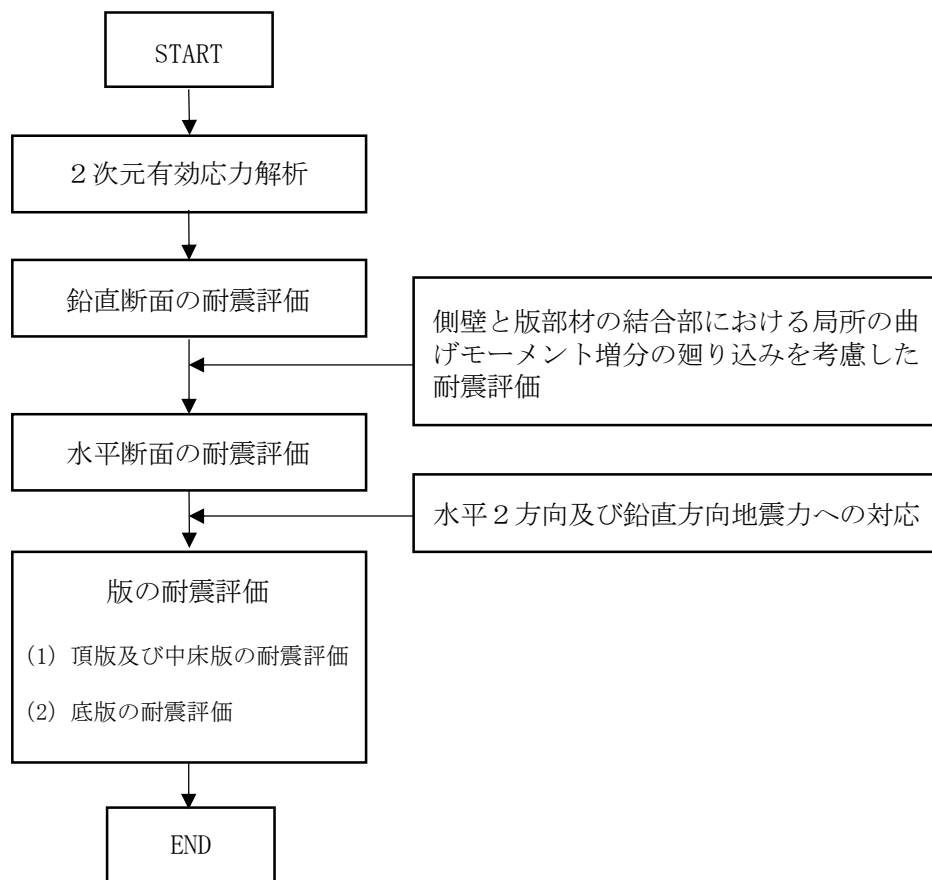 START
２次元有効応力解析
鉛直断面の耐震評価
側壁と版部材の結合部における局所の曲
げモーメント増分の廻り込みを考慮した
耐震評価
水平断面の耐震評価
水平２方向及び鉛直方向地震力への対応
版の耐震評価
(1) 頂版及び中床版の耐震評価
(2) 底版の耐震評価
END